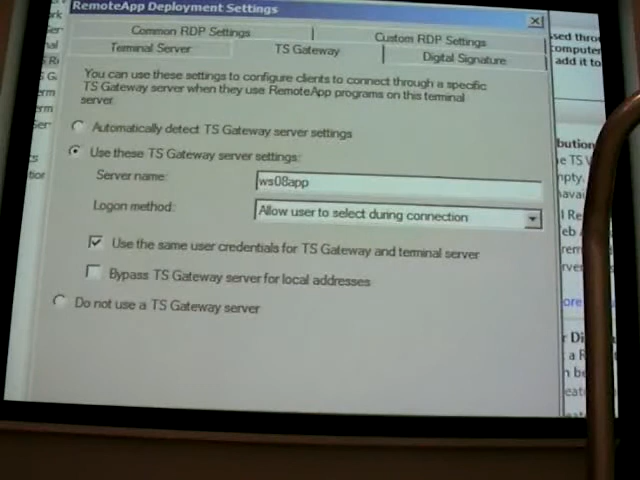 RemoteApp Deployment Settings
Common RDP Settings
Custom RDP Settings
Terminal Server
TS Gateway
Digital Signature
You can use these settings to configure clients to connect through a specific
TS Gateway server when they use RemoteApp programs on this terminal
server.
Automatically detect TS Gateway server settings
Use these TS Gateway server settings:
Server name:
ws08app
Logon method:
Allow user to select during connection
Use the same user credentials for TS Gateway and terminal server
Bypass TS Gateway server for local addresses
Do not use a TS Gateway server
computer
add it to